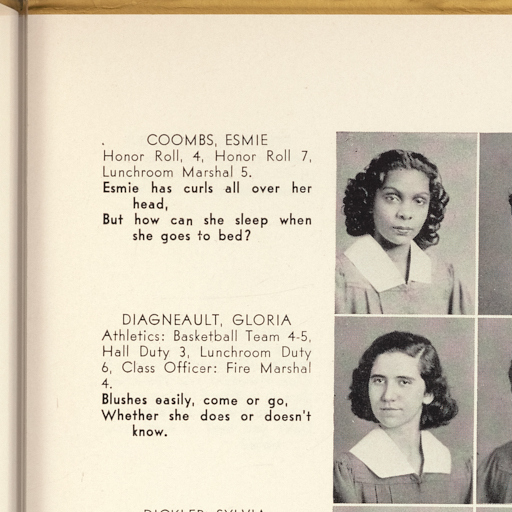 COOMBS, ESMIE
Honor Roll, 4, Honor Roll 7,
Lunchroom Marshal 5.
Esmie has curls all over her
head,
But how can she sleep when
she goes to bed?
DIAGNEAULT, GLORIA
Athletics: Basketball Team 4-5,
Hall Duty 3, Lunchroom Duty
6, Class Officer: Fire Marshal
4.
Blushes easily, come or go,
Whether she does or doesn't
know.